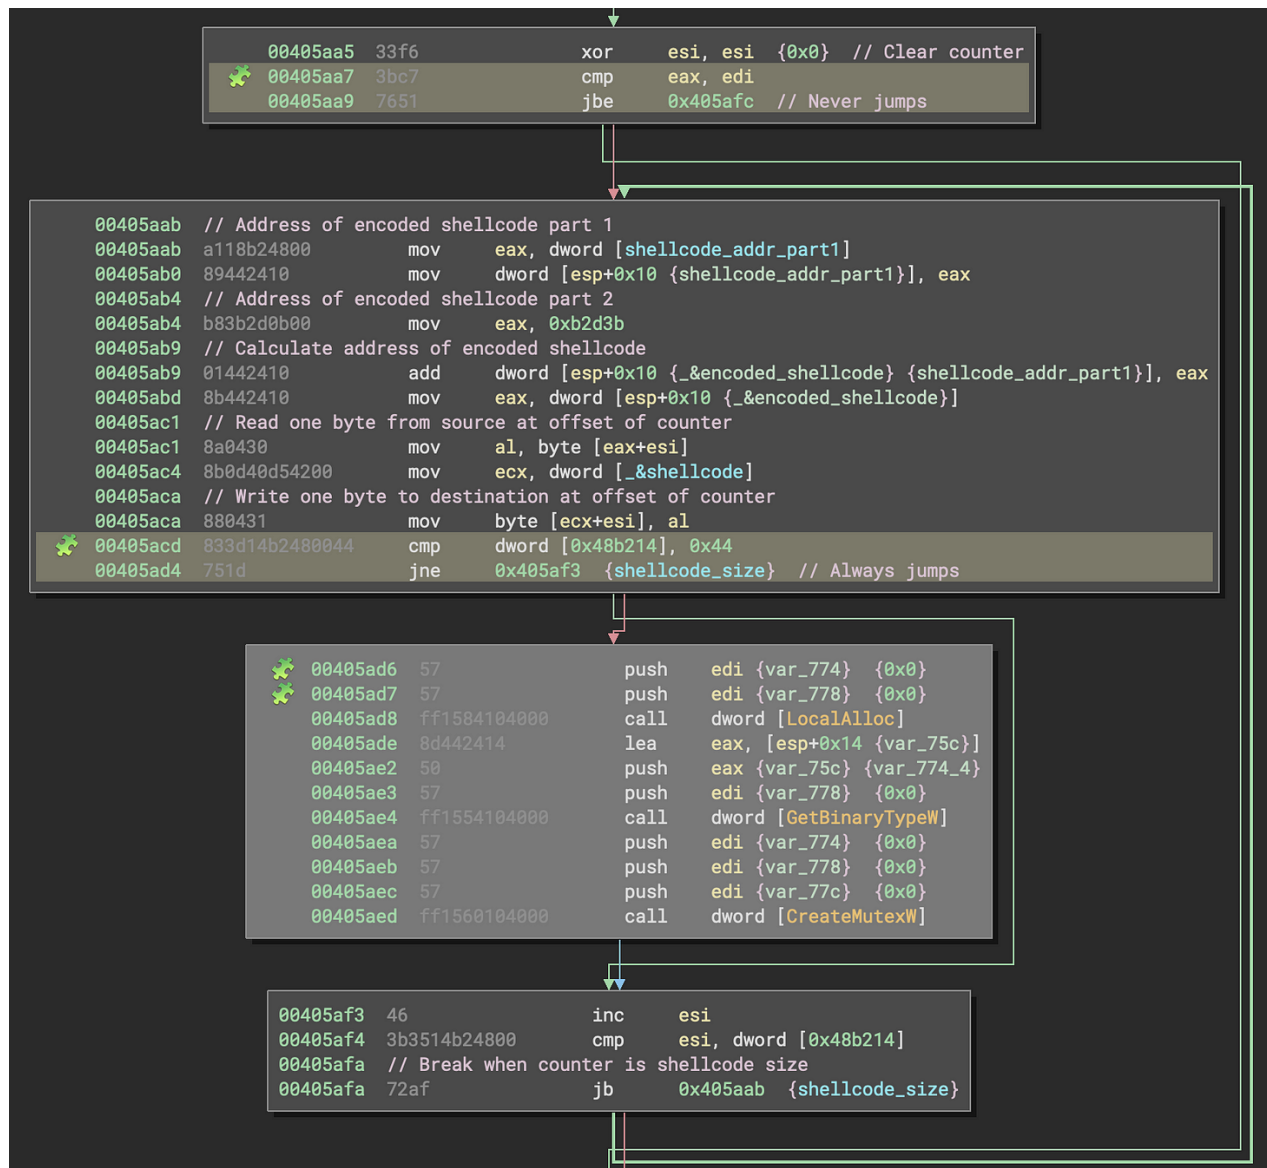 00405aa5 33f6 xor esi, esi {0x0} // Clear counter
00405aa7 3bc7 cmp eax, edi
00405aa9 7651 jbe 0x405afc // Never jumps
00405aab // Address of encoded shellcode part 1
00405aab a118b24800 mov eax, dword [shellcode_addr_part1]
00405ab0 89442410 mov dword [esp+0x10 {shellcode_addr_part1}], eax
00405ab4 // Address of encoded shellcode part 2
00405ab4 b83b2d0b00 mov eax, 0xb2d3b
00405ab9 // Calculate address of encoded shellcode
00405ab9 01442410 add dword [esp+0x10 {_&encoded_shellcode} {shellcode_addr_part1}], eax
00405abd 8b442410 mov eax, dword [esp+0x10 {_&encoded_shellcode}]
00405ac1 // Read one byte from source at offset of counter
00405ac1 8a0430 mov al, byte [eax+esi]
00405ac4 8b0d40d54200 mov ecx, dword [_&shellcode]
00405aca // Write one byte to destination at offset of counter
00405aca 880431 mov byte [ecx+esi], al
00405acd 833d14b2480044 cmp dword [0x48b214], 0x44
00405ad4 751d jne 0x405af3 {shellcode_size} // Always jumps
00405ad6 57 push edi {var_774} {0x0}
00405ad7 57 push edi {var_778} {0x0}
00405ad8 ff1584104000 call dword [LocalAlloc]
00405ade 8d442414 lea eax, [esp+0x14 {var_75c}]
00405ae2 50 push eax {var_75c} {var_774_4}
00405ae3 57 push edi {var_778} {0x0}
00405ae4 ff1554104000 call dword [GetBinaryTypeW]
00405aea 57 push edi {var_774} {0x0}
00405aeb 57 push edi {var_778} {0x0}
00405aec 57 push edi {var_77c} {0x0}
00405aed ff1560104000 call dword [CreateMutexW]
00405af3 46 inc esi
00405af4 3b3514b24800 cmp esi, dword [0x48b214]
00405afa // Break when counter is shellcode size
00405afa 72af jb 0x405aab {shellcode_size}